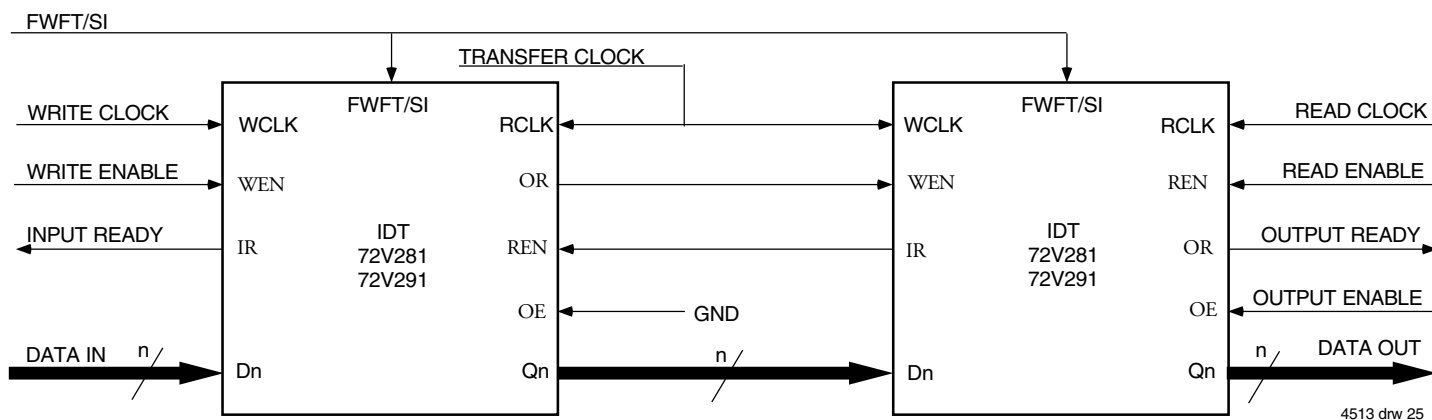 FWFT/SI
TRANSFER CLOCK
FWFT/SI
FWFT/SI
WRITE CLOCK
WCLK
RCLK
WCLK
RCLK
READ CLOCK
WRITE ENABLE
WEN
OR
WEN
REN
READ ENABLE
INPUT READY
IR
IDT
72V281
72V291
REN
IR
IDT
72V281
72V291
OR
OUTPUT READY
OE
GND
OE
OUTPUT ENABLE
DATA IN
n
Dn
Qn
n
Dn
Qn
n
DATA OUT
4513 drw 25